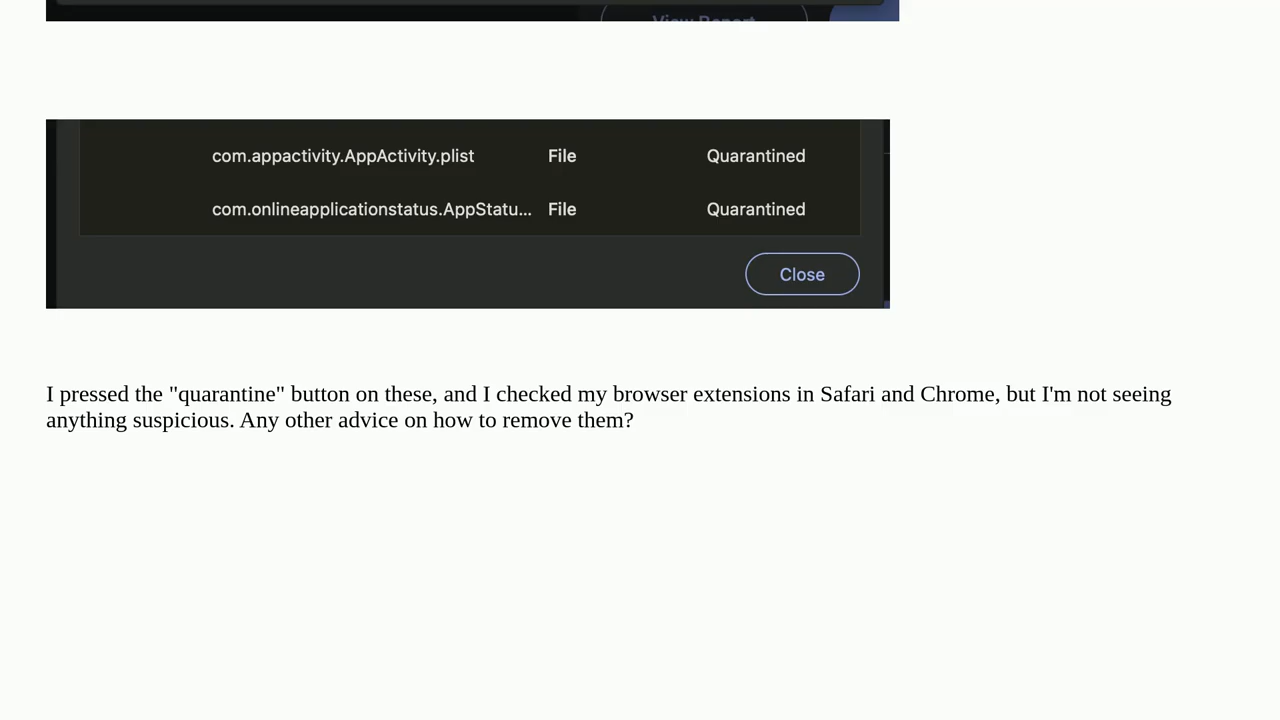 View Report
com.appactivity.AppActivity.plist File Quarantined
com.onlineapplicationstatus.AppStatu... File Quarantined
Close
I pressed the "quarantine" button on these, and I checked my browser extensions in Safari and Chrome, but I'm not seeing
anything suspicious. Any other advice on how to remove them?